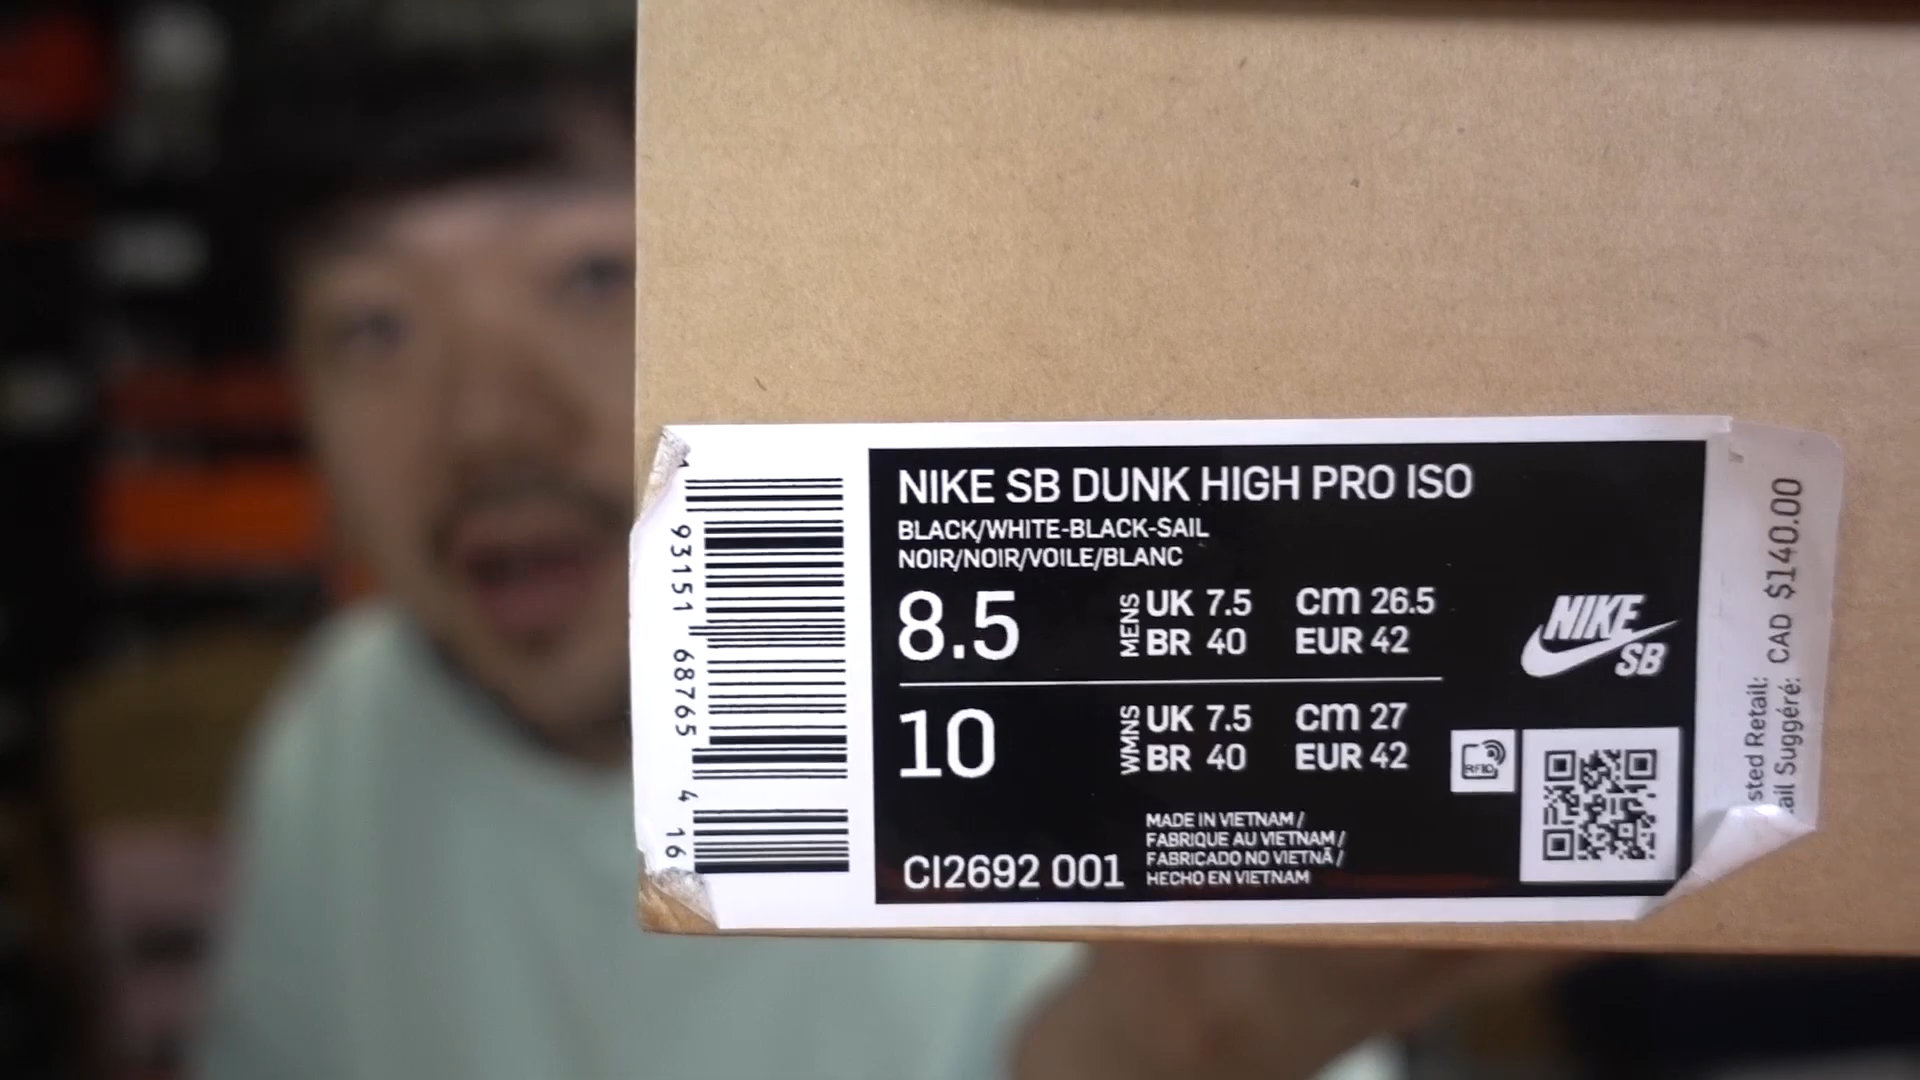 NIKE SB DUNK HIGH PRO ISO
BLACK/WHITE-BLACK-SAIL
NOIR/NOIR/VOILE/BLANC
8.5
MENS
UK 7.5 cm 26.5
BR 40 EUR 42
10
WMNS
UK 7.5 cm 27
BR 40 EUR 42
CI2692 001
MADE IN VIETNAM /
FABRIQUE AU VIETNAM /
FABRICADO NO VIETNÃ /
HECHO EN VIETNAM
NIKE
SB
RFID
93151 68765 4 16
sted Retail:
ail Suggéré: CAD $140.00